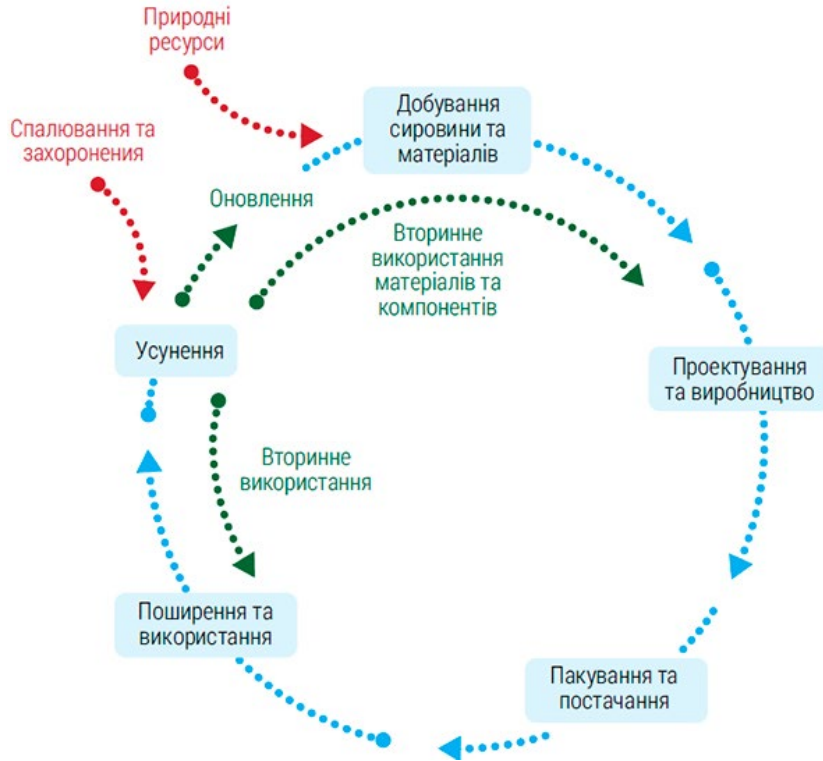 Природні
ресурси
Добування
сировини та
матеріалів
Спалювання та
захоронения
Оновлення
Вторинне
використання
матеріалів та
компонентів
Усунення
Проектування
та виробництво
Вторинне
використання
Поширення та
використання
Пакування та
постачання